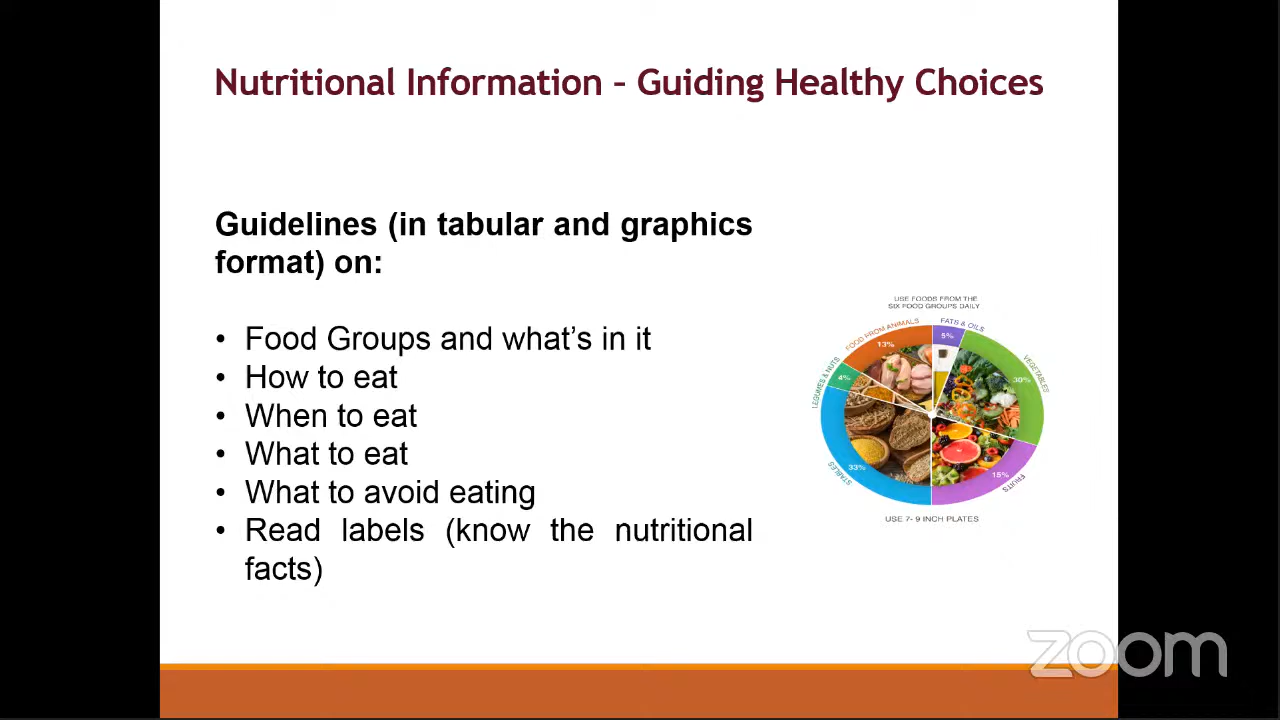 Nutritional Information – Guiding Healthy Choices
Guidelines (in tabular and graphics
format) on:
• Food Groups and what's in it
• How to eat
• When to eat
• What to eat
• What to avoid eating
• Read labels (know the nutritional
facts)
USE FOODS FROM THE
SIX FOOD GROUPS DAILY
FOOD FROM ANIMALS
13%
FATS & OILS
5%
VEGETABLES
30%
LEGUMES & NUTS
4%
STABLES
33%
FRUITS
15%
USE 7- 9 INCH PLATES
zoom